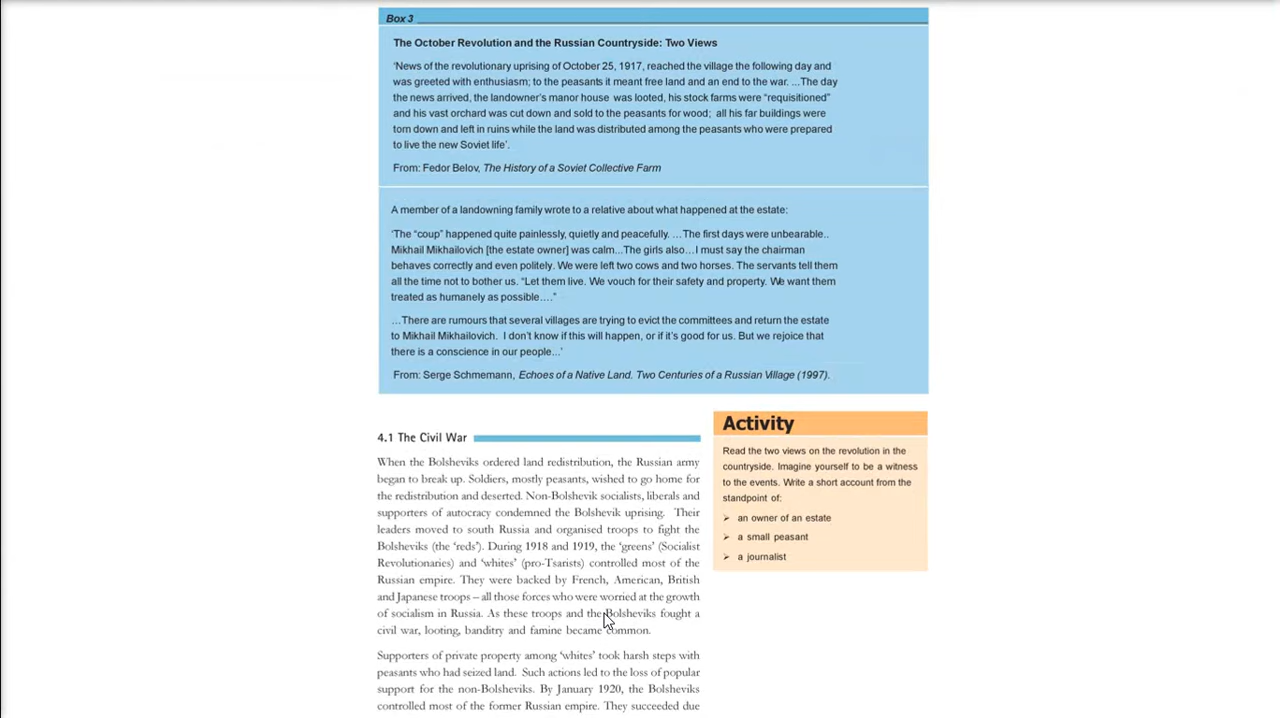 Box 3
The October Revolution and the Russian Countryside: Two Views
‘News of the revolutionary uprising of October 25, 1917, reached the village the following day and
was greeted with enthusiasm; to the peasants it meant free land and an end to the war. ...The day
the news arrived, the landowner’s manor house was looted, his stock farms were “requisitioned”
and his vast orchard was cut down and sold to the peasants for wood; all his far buildings were
torn down and left in ruins while the land was distributed among the peasants who were prepared
to live the new Soviet life’.
From: Fedor Belov, The History of a Soviet Collective Farm
A member of a landowning family wrote to a relative about what happened at the estate:
‘The “coup” happened quite painlessly, quietly and peacefully. …The first days were unbearable..
Mikhail Mikhailovich [the estate owner] was calm...The girls also…I must say the chairman
behaves correctly and even politely. We were left two cows and two horses. The servants tell them
all the time not to bother us. “Let them live. We vouch for their safety and property. We want them
treated as humanely as possible….”
…There are rumours that several villages are trying to evict the committees and return the estate
to Mikhail Mikhailovich. I don’t know if this will happen, or if it’s good for us. But we rejoice that
there is a conscience in our people...’
From: Serge Schmemann, Echoes of a Native Land. Two Centuries of a Russian Village (1997).
4.1 The Civil War
When the Bolsheviks ordered land redistribution, the Russian army
began to break up. Soldiers, mostly peasants, wished to go home for
the redistribution and deserted. Non-Bolshevik socialists, liberals and
supporters of autocracy condemned the Bolshevik uprising. Their
leaders moved to south Russia and organised troops to fight the
Bolsheviks (the ‘reds’). During 1918 and 1919, the ‘greens’ (Socialist
Revolutionaries) and ‘whites’ (pro-Tsarists) controlled most of the
Russian empire. They were backed by French, American, British
and Japanese troops – all those forces who were worried at the growth
of socialism in Russia. As these troops and the Bolsheviks fought a
civil war, looting, banditry and famine became common.
Supporters of private property among ‘whites’ took harsh steps with
peasants who had seized land. Such actions led to the loss of popular
support for the non-Bolsheviks. By January 1920, the Bolsheviks
controlled most of the former Russian empire. They succeeded due
Activity
Read the two views on the revolution in the
countryside. Imagine yourself to be a witness
to the events. Write a short account from the
standpoint of:
➢ an owner of an estate
➢ a small peasant
➢ a journalist